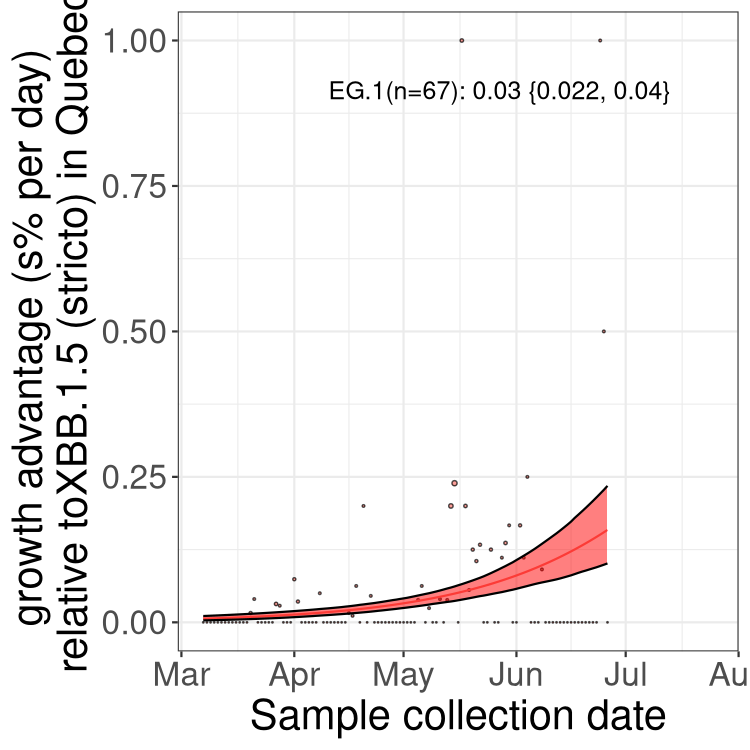 growth advantage (s% per day)
relative toXBB.1.5 (stricto) in Quebec
1.00
0.75
0.50
0.25
0.00
EG.1(n=67): 0.03 {0.022, 0.04}
Mar Apr May Jun Jul Au
Sample collection date